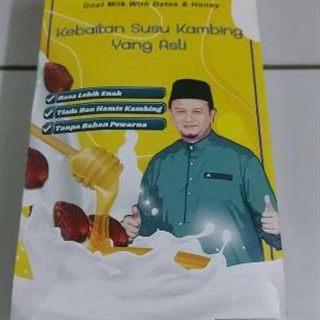 Goat Milk With Dates & Honey
Kebaikan Susu Kambing
Yang Asli
Rasa Lebih Enak
Tiada Bau Hamis Kambing
Tanpa Bahan Pewarna